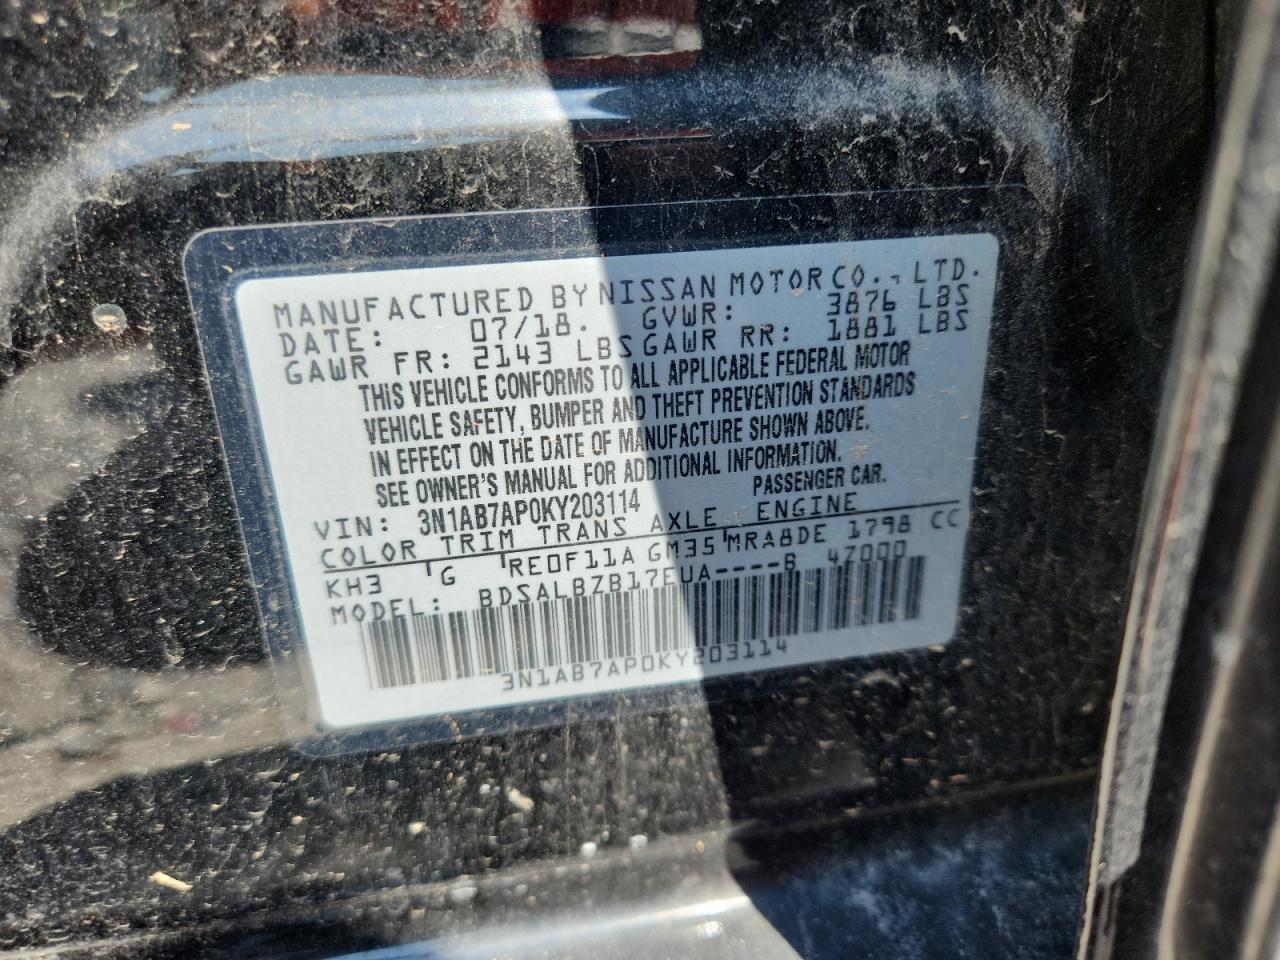 MANUFACTURED BY NISSAN MOTOR CO., LTD.
DATE: 07/18. GVWR: 3876 LBS
GAWR FR: 2143 LBS GAWR RR: 1881 LBS
THIS VEHICLE CONFORMS TO ALL APPLICABLE FEDERAL MOTOR
VEHICLE SAFETY, BUMPER AND THEFT PREVENTION STANDARDS
IN EFFECT ON THE DATE OF MANUFACTURE SHOWN ABOVE.
SEE OWNER'S MANUAL FOR ADDITIONAL INFORMATION.
VIN: 3N1AB7AP0KY203114 PASSENGER CAR.
COLOR TRIM TRANS AXLE ENGINE
KH3 G RE0F11A GM35 MRA8DE 1798 CC
MODEL: BDSALBZB17EUA----B 4Z000
3N1AB7AP0KY203114